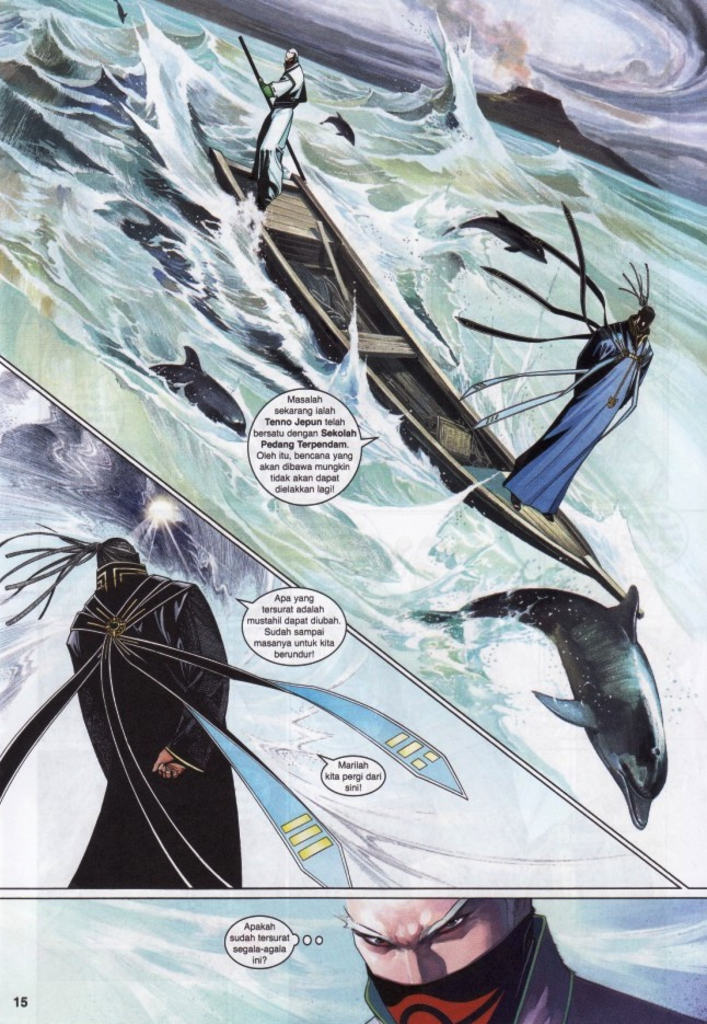 Masalah
sekarang ialah
Tenno Jepun telah
bersatu dengan Sekolah
Pedang Terpendam.
Oleh itu, bencana yang
akan dibawa mungkin
tidak akan dapat
dielakkan lagi!
Apa yang
tersurat adalah
mustahil dapat diubah.
Sudah sampai
masanya untuk kita
berundur!
Marilah
kita pergi dari
sini!
Apakah
sudah tersurat
segala-agala
ini?
15